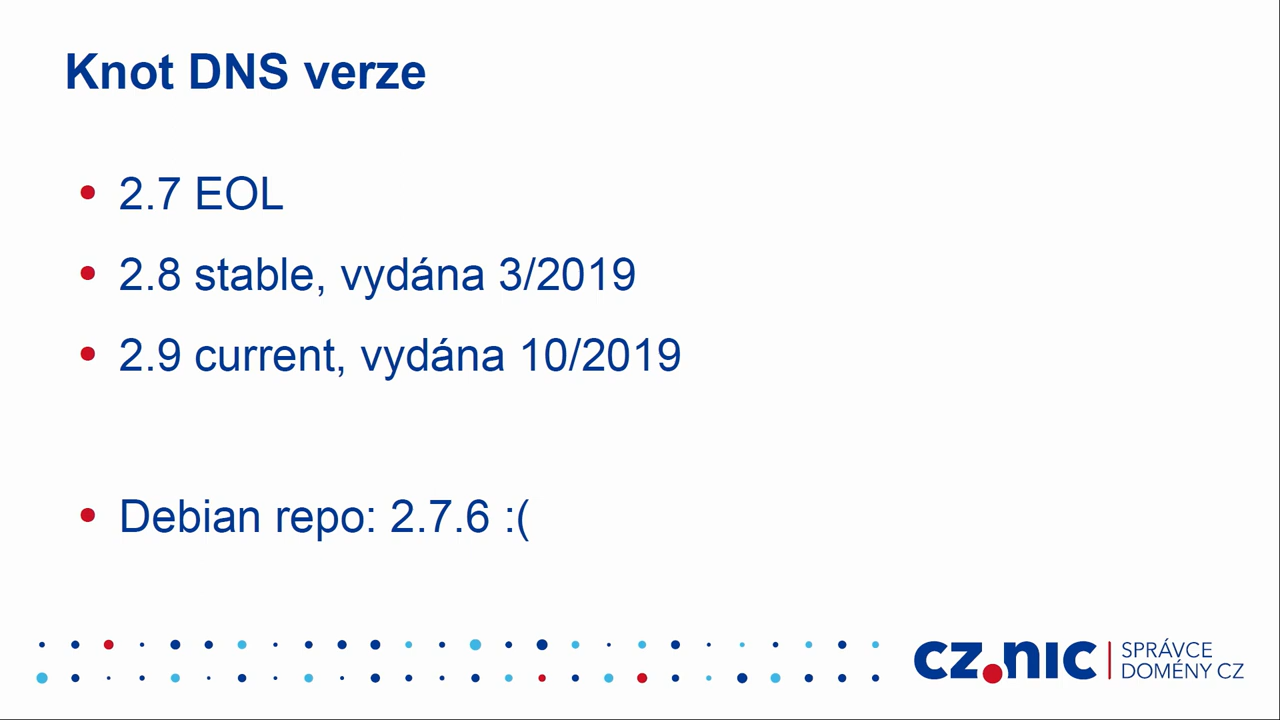 Knot DNS verze
• 2.7 EOL
• 2.8 stable, vydána 3/2019
• 2.9 current, vydána 10/2019
• Debian repo: 2.7.6 :(
CZ.NIC | SPRÁVCE
DOMÉNY CZ